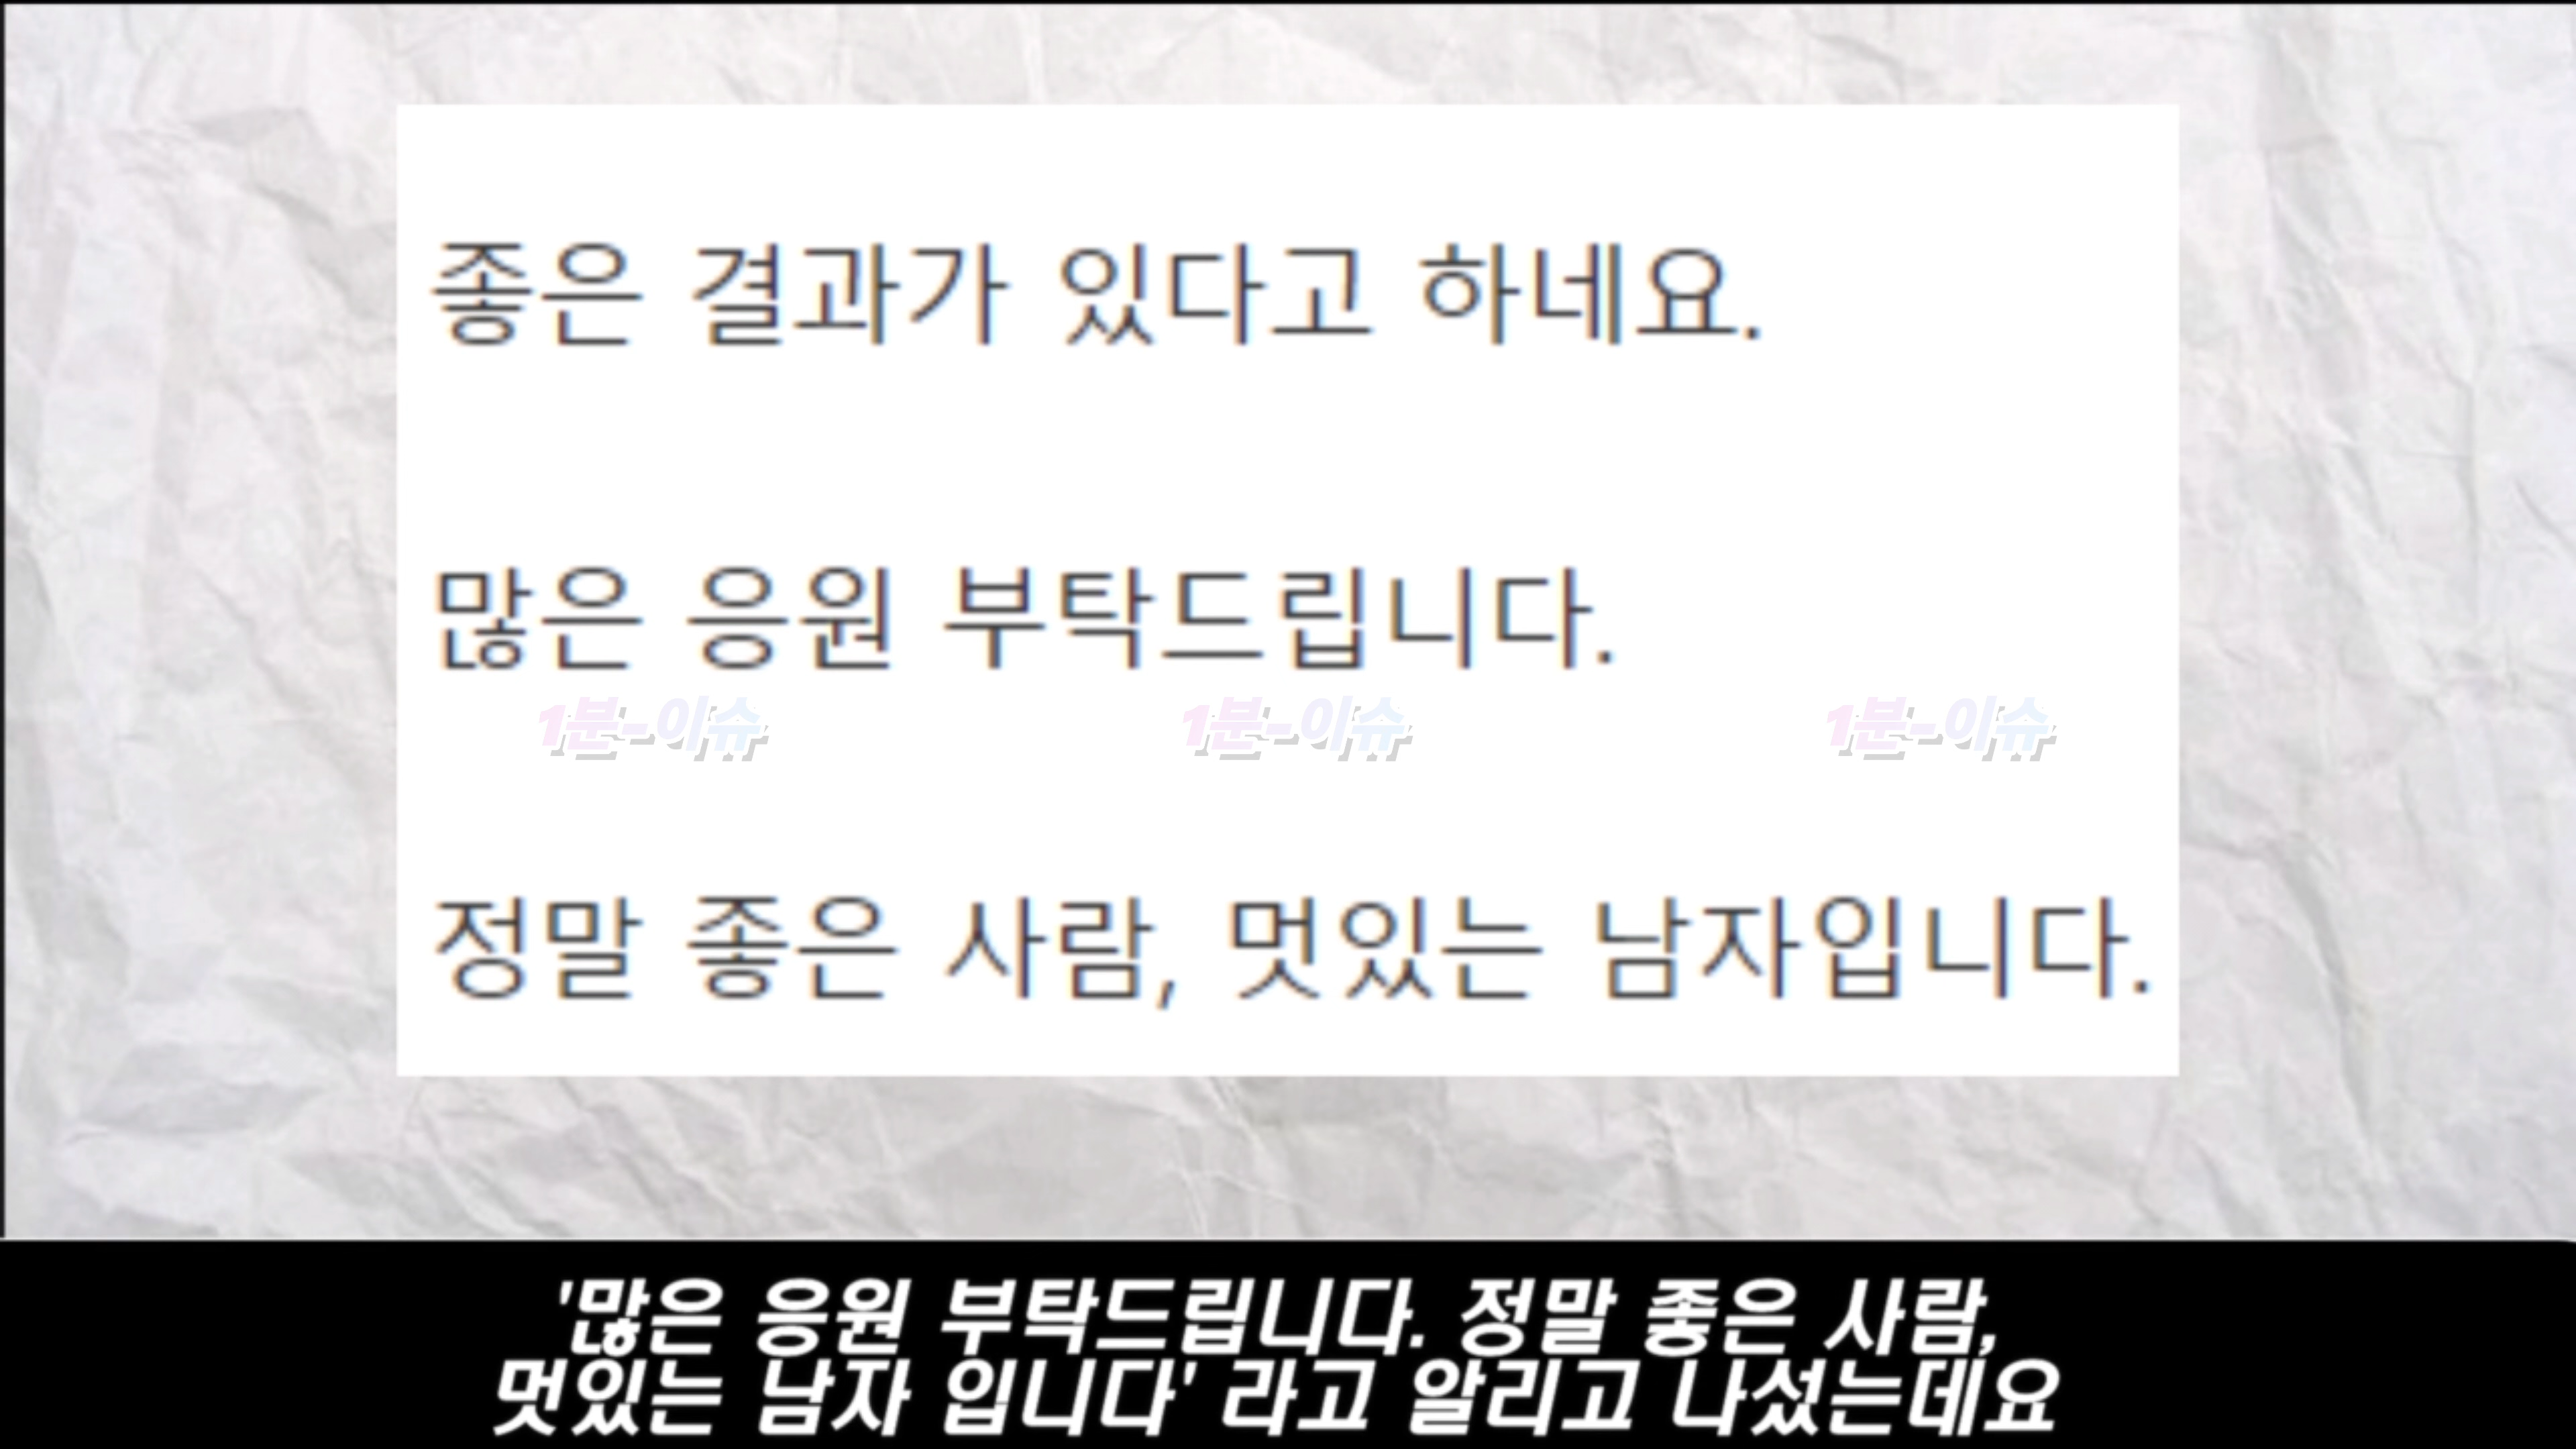 좋은 결과가 있다고 하네요.
많은 응원 부탁드립니다.
1분-이슈 1분-이슈 1분-이슈
정말 좋은 사람, 멋있는 남자입니다.
'많은 응원 부탁드립니다. 정말 좋은 사람,
멋있는 남자 입니다' 라고 알리고 나섰는데요